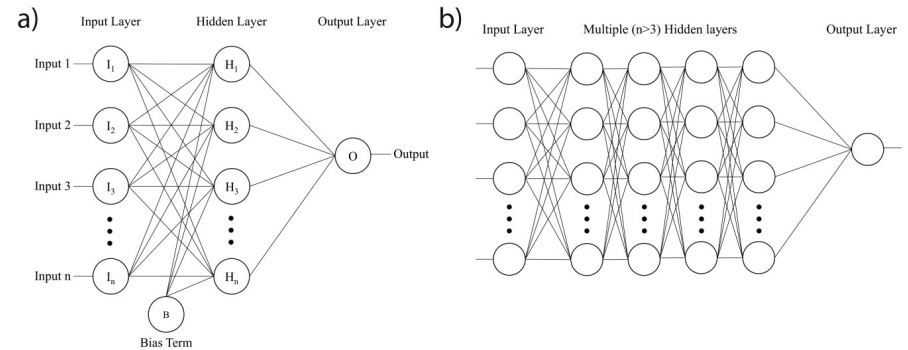 a)
Input Layer
Hidden Layer
Output Layer
Input 1
I1
H1
Input 2
I2
H2
O
Output
Input 3
I3
H3
Input n
In
Hn
B
Bias Term
b)
Input Layer
Multiple (n>3) Hidden layers
Output Layer